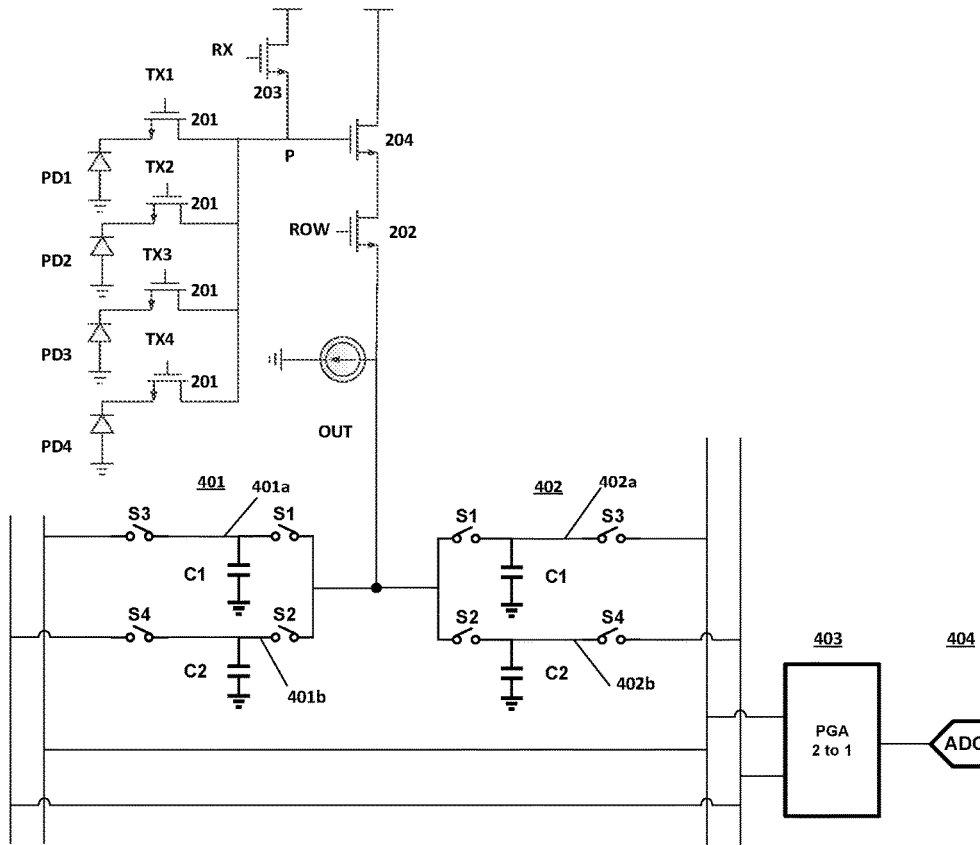 RX
203
TX1
201
P
204
PD1
TX2
201
ROW
202
PD2
TX3
201
PD3
TX4
201
OUT
PD4
401
401a
402
402a
S3
S1
S1
S3
C1
C1
S4
S2
S2
S4
C2
401b
C2
402b
403
404
PGA
2 to 1
ADC